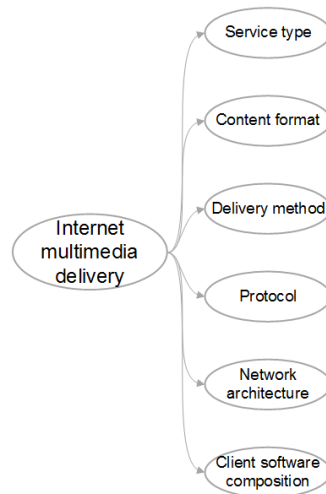 Service type
Content format
Delivery method
Internet
multimedia
delivery
Protocol
Network
architecture
Client software
composition